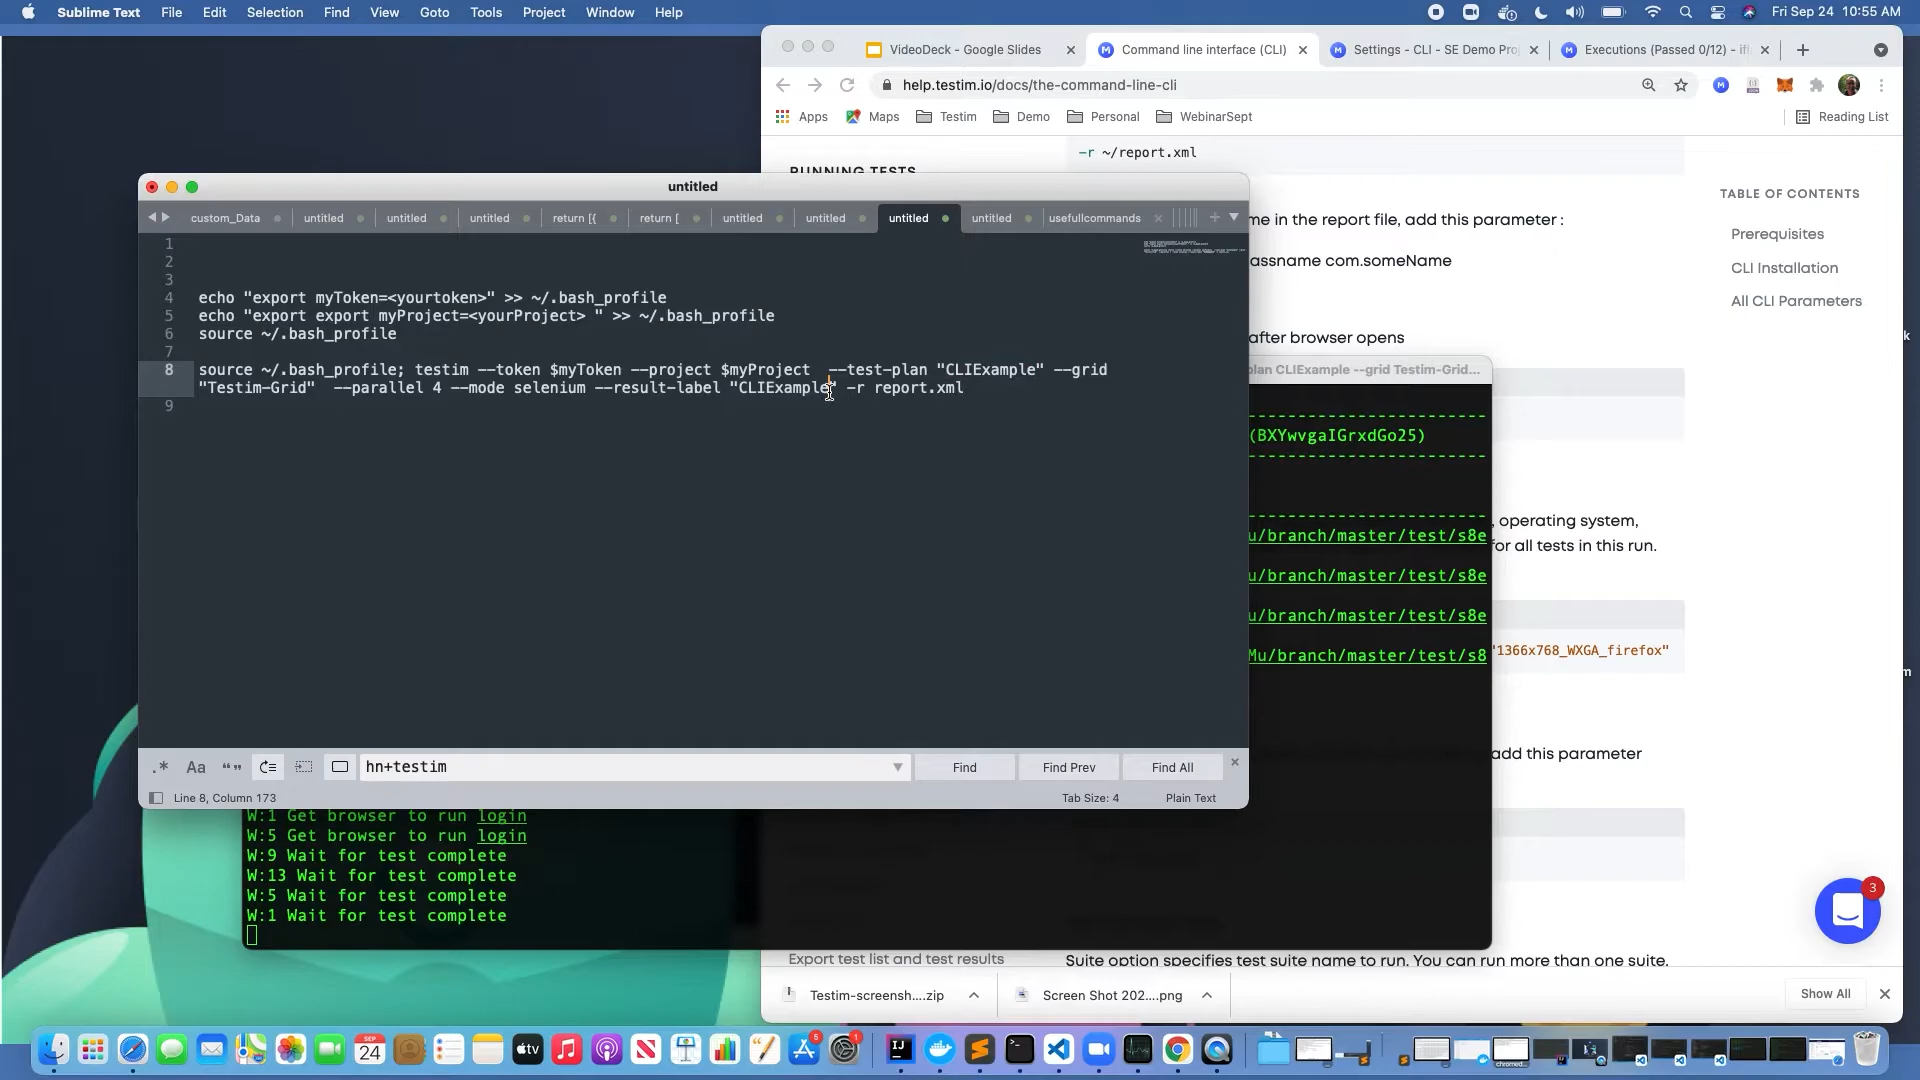 Sublime Text File Edit Selection Find View Goto Tools Project Window Help
Fri Sep 24 10:55 AM
VideoDeck - Google Slides
Command line interface (CLI)
Settings - CLI - SE Demo Pro
Executions (Passed 0/12) - ifi
help.testim.io/docs/the-command-line-cli
Apps Maps Testim Demo Personal WebinarSept Reading List
-r ~/report.xml
RUNNING TESTS
TABLE OF CONTENTS
Prerequisites
CLI Installation
All CLI Parameters
me in the report file, add this parameter :
assname com.someName
after browser opens
untitled
custom_Data untitled untitled untitled return [{ return [ untitled untitled untitled untitled usefullcommands
1
2
3
4 echo "export myToken=<yourtoken>" >> ~/.bash_profile
5 echo "export export myProject=<yourProject> " >> ~/.bash_profile
6 source ~/.bash_profile
7
8 source ~/.bash_profile; testim --token $myToken --project $myProject  --test-plan "CLIExample" --grid
"Testim-Grid"  --parallel 4 --mode selenium --result-label "CLIExample" -r report.xml
9
plan CLIExample --grid Testim-Grid...
------------------------
(BXYwvgaIGrxdGo25)
------------------------
------------------------
u/branch/master/test/s8e
u/branch/master/test/s8e
u/branch/master/test/s8e
Mu/branch/master/test/s8
, operating system,
for all tests in this run.
"1366x768_WXGA_firefox"
add this parameter
.* Aa “” hn+testim Find Find Prev Find All
Line 8, Column 173 Tab Size: 4 Plain Text
W:1 Get browser to run login
W:5 Get browser to run login
W:9 Wait for test complete
W:13 Wait for test complete
W:5 Wait for test complete
W:1 Wait for test complete
3
Export test list and test results
Suite option specifies test suite name to run. You can run more than one suite.
Testim-screensh....zip
Screen Shot 202....png
Show All
SEP
24
tv
5
1